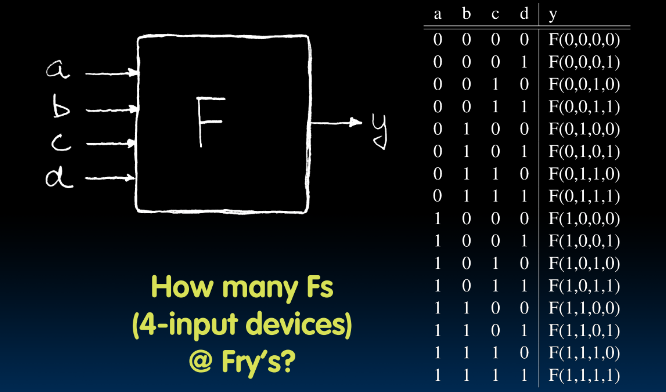 a
b
c
d
F
y
How many Fs
(4-input devices)
@ Fry's?
a b c d y
0 0 0 0 F(0,0,0,0)
0 0 0 1 F(0,0,0,1)
0 0 1 0 F(0,0,1,0)
0 0 1 1 F(0,0,1,1)
0 1 0 0 F(0,1,0,0)
0 1 0 1 F(0,1,0,1)
0 1 1 0 F(0,1,1,0)
0 1 1 1 F(0,1,1,1)
1 0 0 0 F(1,0,0,0)
1 0 0 1 F(1,0,0,1)
1 0 1 0 F(1,0,1,0)
1 0 1 1 F(1,0,1,1)
1 1 0 0 F(1,1,0,0)
1 1 0 1 F(1,1,0,1)
1 1 1 0 F(1,1,1,0)
1 1 1 1 F(1,1,1,1)